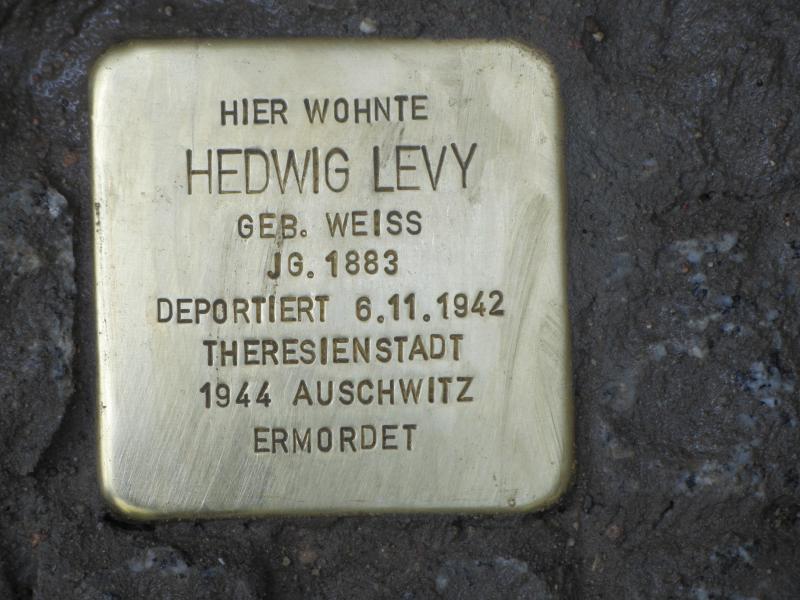 HIER WOHNTE
HEDWIG LEVY
GEB. WEISS
JG. 1883
DEPORTIERT 6.11.1942
THERESIENSTADT
1944 AUSCHWITZ
ERMORDET